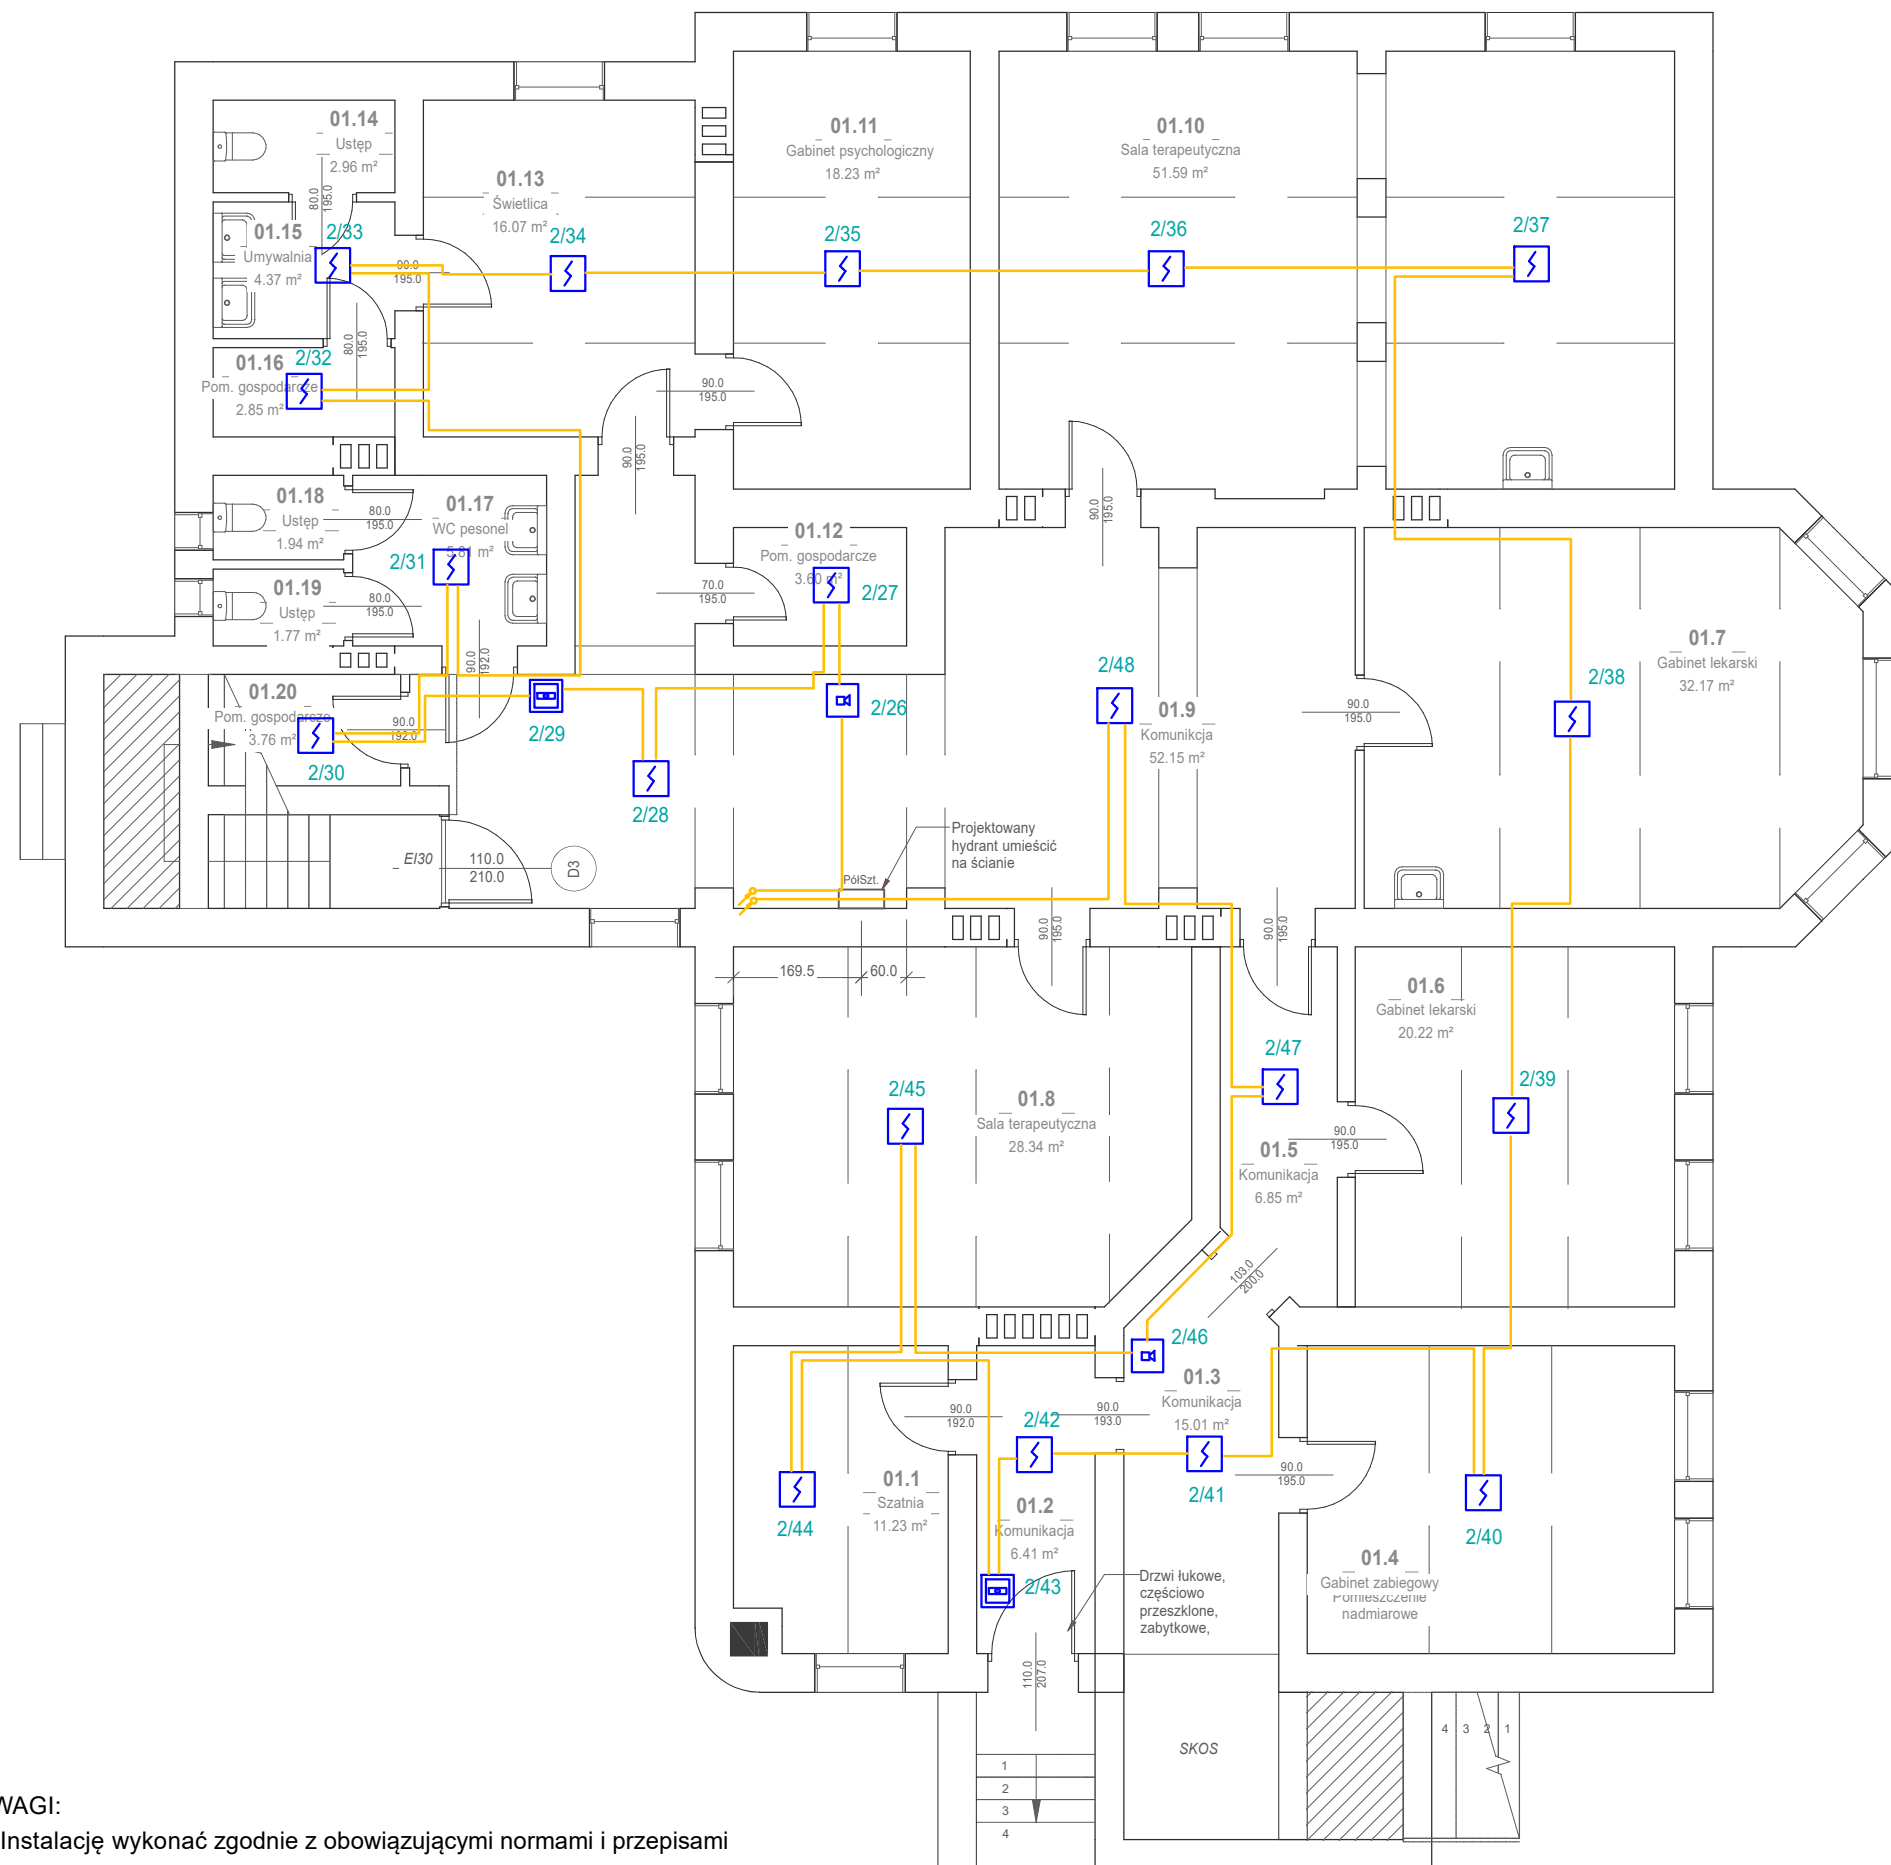 01.14
Ustęp
2.96 m²
80.0
195.0
01.13
Świetlica
16.07 m²
01.11
Gabinet psychologiczny
18.23 m²
01.10
Sala terapeutyczna
51.59 m²
01.15
Umywalnia
4.37 m²
2/33
2/34
2/35
2/36
2/37
90.0
195.0
80.0
195.0
01.16
Pom. gospodarcze
2.85 m²
2/32
90.0
195.0
90.0
195.0
90.0
195.0
01.18
Ustęp
1.94 m²
80.0
195.0
01.17
WC pesonel
5.81 m²
2/31
01.12
Pom. gospodarcze
3.60 m²
2/27
70.0
195.0
01.19
Ustęp
1.77 m²
80.0
195.0
90.0
192.0
01.7
Gabinet lekarski
32.17 m²
2/38
2/48
01.9
Komunikcja
52.15 m²
90.0
195.0
01.20
Pom. gospodarcze
3.76 m²
90.0
192.0
2/30
2/29
2/26
2/28
EI30
110.0
210.0
D3
Projektowany
hydrant umieścić
na ścianie
PółSzt.
90.0
195.0
90.0
195.0
169.5
60.0
01.6
Gabinet lekarski
20.22 m²
2/47
2/39
2/45
01.8
Sala terapeutyczna
28.34 m²
90.0
195.0
01.5
Komunikacja
6.85 m²
103.0
200.0
2/46
01.3
Komunikacja
15.01 m²
90.0
192.0
2/42
90.0
193.0
90.0
195.0
2/41
2/44
01.1
Szatnia
11.23 m²
01.2
Komunikacja
6.41 m²
2/43
2/40
01.4
Gabinet zabiegowy
Pomieszczenie
nadmiarowe
Drzwi łukowe,
częściowo
przeszklone,
zabytkowe,
110.0
207.0
SKOS
4 3 2 1
1
2
3
4
WAGI:
Instalację wykonać zgodnie z obowiązującymi normami i przepisami